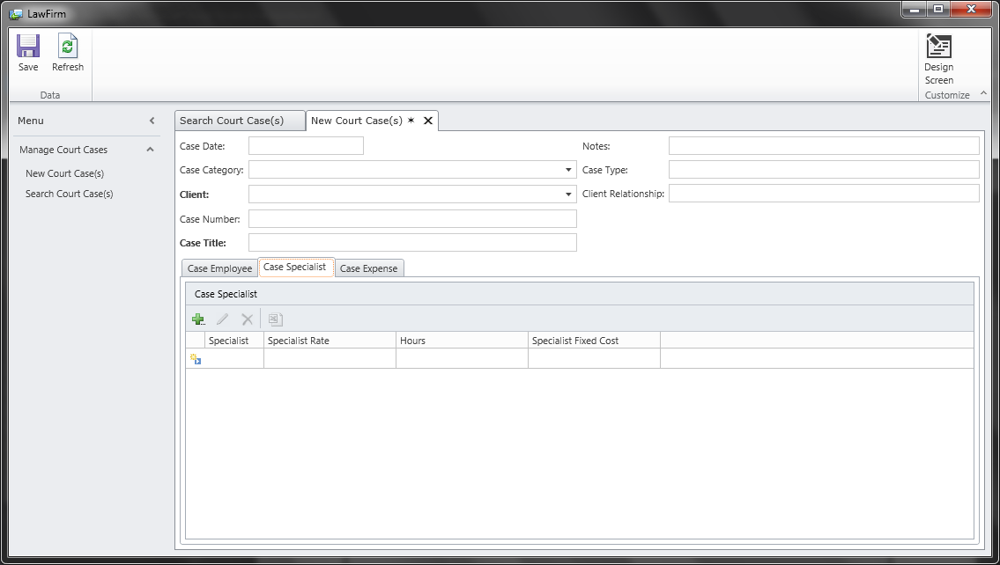 LawFirm
Save
Refresh
Data
Design
Screen
Customize
Menu
Manage Court Cases
New Court Case(s)
Search Court Case(s)
Search Court Case(s)
New Court Case(s) *
Case Date:
Notes:
Case Category:
Case Type:
Client:
Client Relationship:
Case Number:
Case Title:
Case Employee
Case Specialist
Case Expense
Case Specialist
Specialist
Specialist Rate
Hours
Specialist Fixed Cost